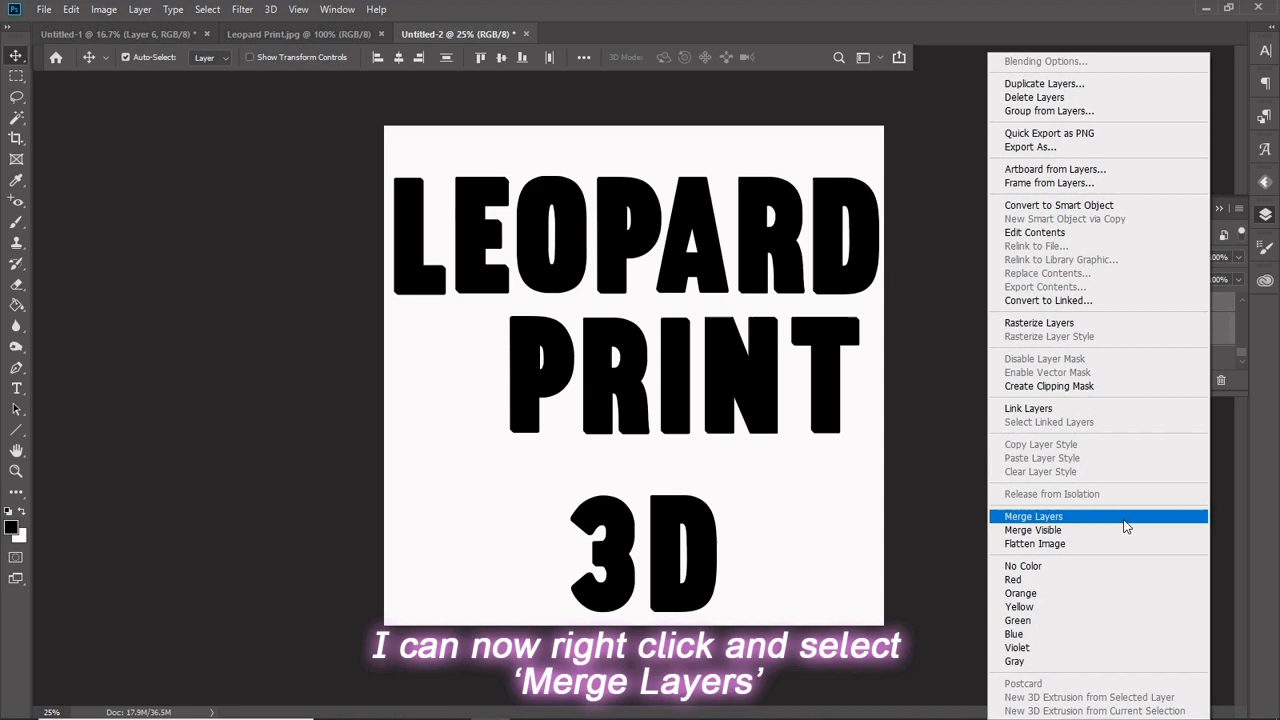 Ps File Edit Image Layer Type Select Filter 3D View Window Help
Untitled-1 @ 16.7% (Layer 6, RGB/8) * × Leopard Print.jpg @ 100% (RGB/8) × Untitled-2 @ 25% (RGB/8) * ×
Auto-Select: Layer Show Transform Controls ••• 3D Mode:
LEOPARD
PRINT
3D
Blending Options...
Duplicate Layers...
Delete Layers
Group from Layers...
Quick Export as PNG
Export As...
Artboard from Layers...
Frame from Layers...
Convert to Smart Object
New Smart Object via Copy
Edit Contents
Relink to File...
Relink to Library Graphic...
Replace Contents...
Export Contents...
Convert to Linked...
Rasterize Layers
Rasterize Layer Style
Disable Layer Mask
Enable Vector Mask
Create Clipping Mask
Link Layers
Select Linked Layers
Copy Layer Style
Paste Layer Style
Clear Layer Style
Release from Isolation
Merge Layers
Merge Visible
Flatten Image
No Color
Red
Orange
Yellow
Green
Blue
Violet
Gray
Postcard
New 3D Extrusion from Selected Layer
New 3D Extrusion from Current Selection
I can now right click and select
‘Merge Layers’
25% Doc: 17.9M/36.5M